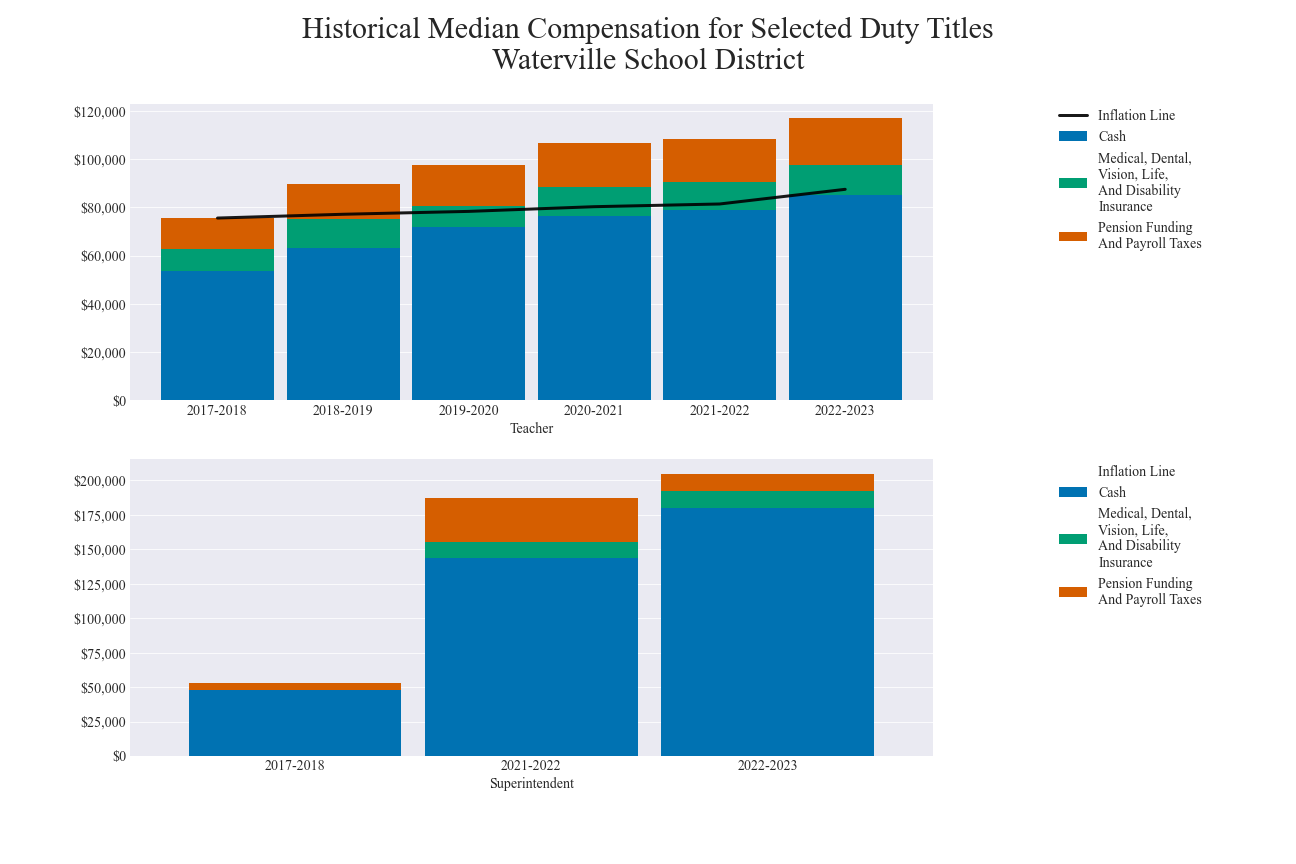 Historical Median Compensation for Selected Duty Titles
Waterville School District
$120,000
$100,000
$80,000
$60,000
$40,000
$20,000
$0
2017-2018
2018-2019
2019-2020
2020-2021
2021-2022
2022-2023
Teacher
Inflation Line
Cash
Medical, Dental,
Vision, Life,
And Disability
Insurance
Pension Funding
And Payroll Taxes
$200,000
$175,000
$150,000
$125,000
$100,000
$75,000
$50,000
$25,000
$0
2017-2018
2021-2022
2022-2023
Superintendent
Inflation Line
Cash
Medical, Dental,
Vision, Life,
And Disability
Insurance
Pension Funding
And Payroll Taxes